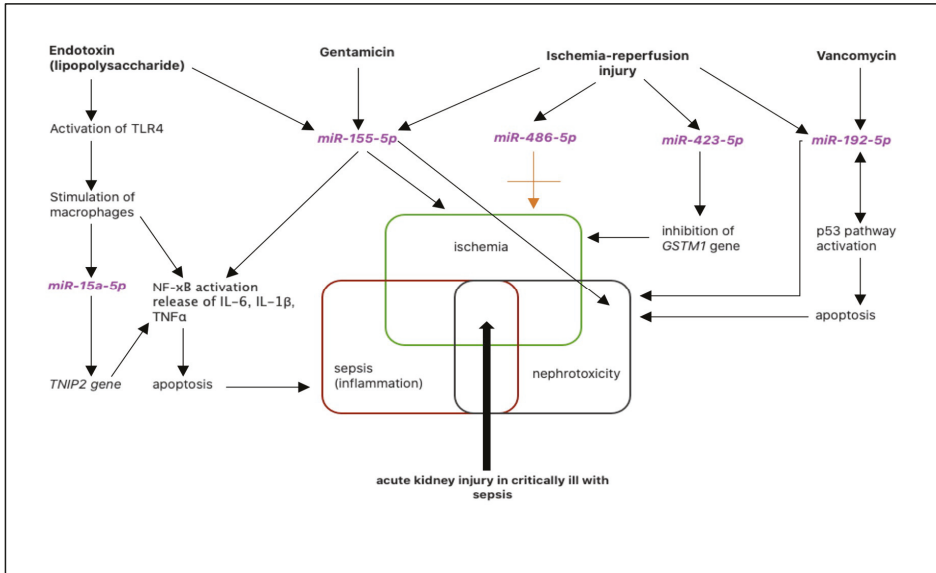 Endotoxin
(lipopolysaccharide)
Gentamicin
Ischemia-reperfusion
injury
Vancomycin
Activation of TLR4
miR-155-5p
miR-486-5p
miR-423-5p
miR-192-5p
Stimulation of
macrophages
ischemia
inhibition of
GSTM1 gene
p53 pathway
activation
miR-15a-5p
NF-κB activation
release of IL-6, IL-1β,
TNFα
apoptosis
TNIP2 gene
apoptosis
sepsis
(inflammation)
nephrotoxicity
acute kidney injury in critically ill with
sepsis